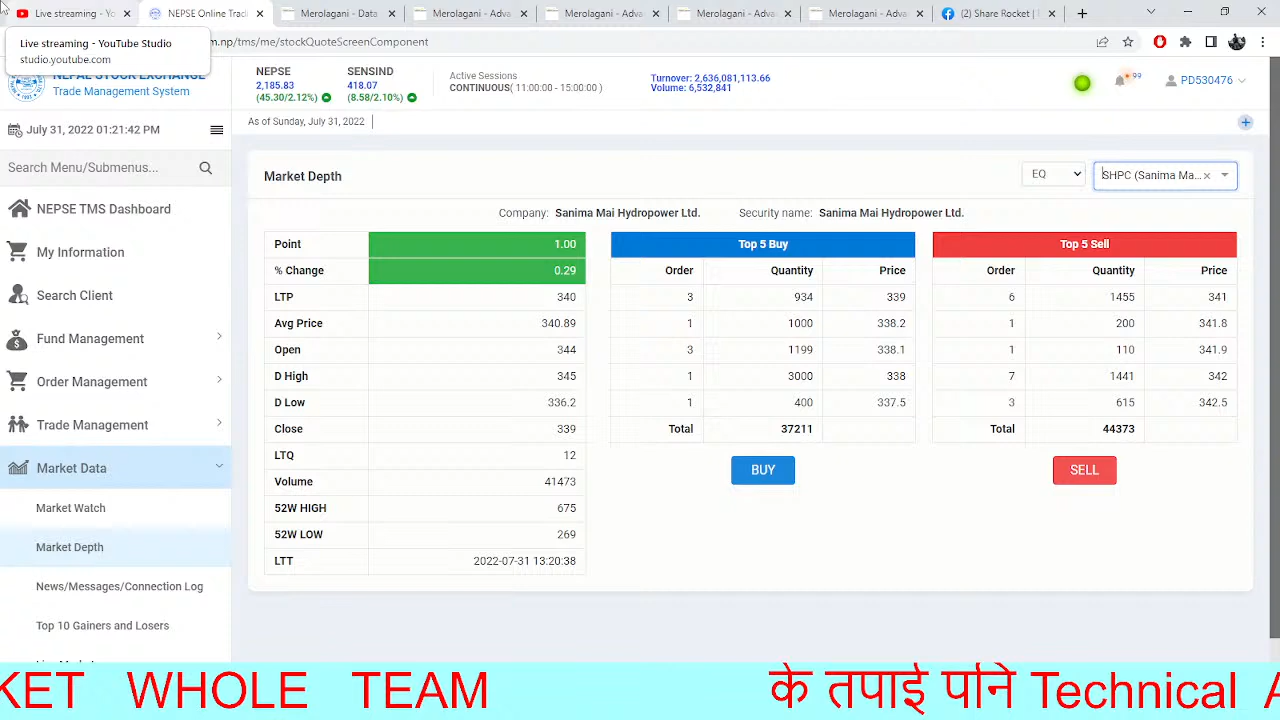 Live streaming - Yo
NEPSE Online Tradi
Merolagani - Data
Merolagani - Adva
Merolagani - Adva
Merolagani - Adva
Merolagani - Adva
(2) Share Rocket | L
Live streaming - YouTube Studio
studio.youtube.com
m.np/tms/me/stockQuoteScreenComponent
NEPAL STOCK EXCHANGE
Trade Management System
NEPSE
2,185.83
(45.30/2.12%)
SENSIND
418.07
(8.58/2.10%)
Active Sessions
CONTINUOUS( 11:00:00 - 15:00:00 )
Turnover: 2,636,081,113.66
Volume: 6,532,841
99
PD530476
July 31, 2022 01:21:42 PM
As of Sunday, July 31, 2022
Search Menu/Submenus...
NEPSE TMS Dashboard
My Information
Search Client
Fund Management
Order Management
Trade Management
Market Data
Market Watch
Market Depth
News/Messages/Connection Log
Top 10 Gainers and Losers
Market Depth
EQ
SHPC (Sanima Ma...
Company: Sanima Mai Hydropower Ltd. Security name: Sanima Mai Hydropower Ltd.
Point 1.00
% Change 0.29
LTP 340
Avg Price 340.89
Open 344
D High 345
D Low 336.2
Close 339
LTQ 12
Volume 41473
52W HIGH 675
52W LOW 269
LTT 2022-07-31 13:20:38
Top 5 Buy
Order Quantity Price
3 934 339
1 1000 338.2
3 1199 338.1
1 3000 338
1 400 337.5
Total 37211
BUY
Top 5 Sell
Order Quantity Price
6 1455 341
1 200 341.8
1 110 341.9
7 1441 342
3 615 342.5
Total 44373
SELL
KET WHOLE TEAM के तपाई पनि Technical A